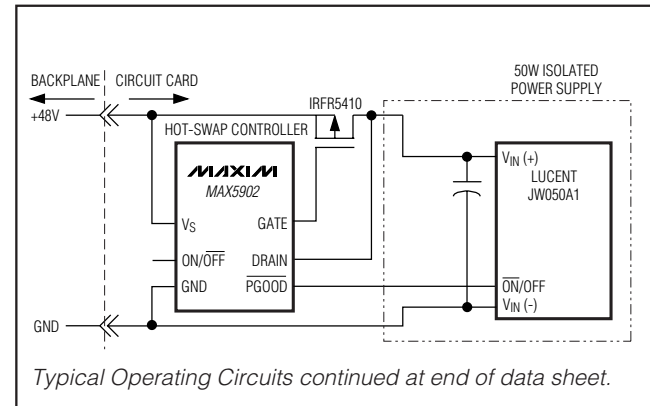 BACKPLANE CIRCUIT CARD
50W ISOLATED
POWER SUPPLY
+48V
IRFR5410
HOT-SWAP CONTROLLER
MAXIM
MAX5902
VS
GATE
ON/OFF
DRAIN
GND
PGOOD
VIN (+)
LUCENT
JW050A1
ON/OFF
VIN (-)
GND
Typical Operating Circuits continued at end of data sheet.